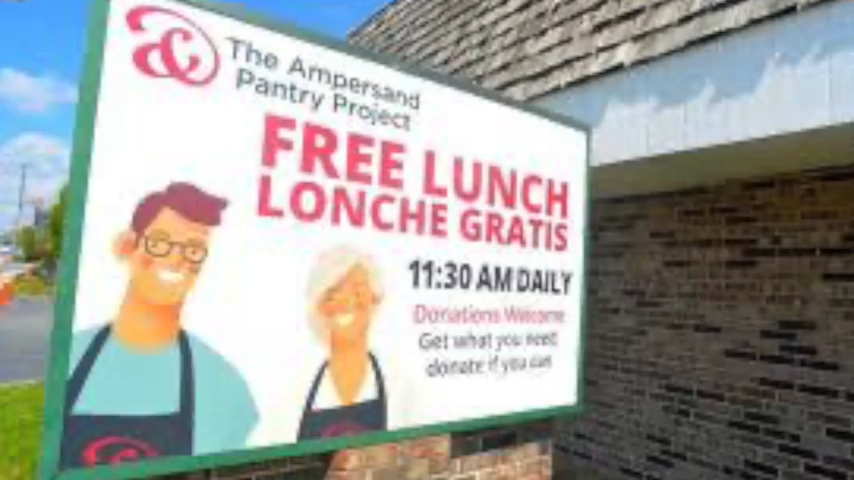 &
The Ampersand
Pantry Project
FREE LUNCH
LONCHE GRATIS
11:30 AM DAILY
Donations Welcome
Get what you need
donate if you can